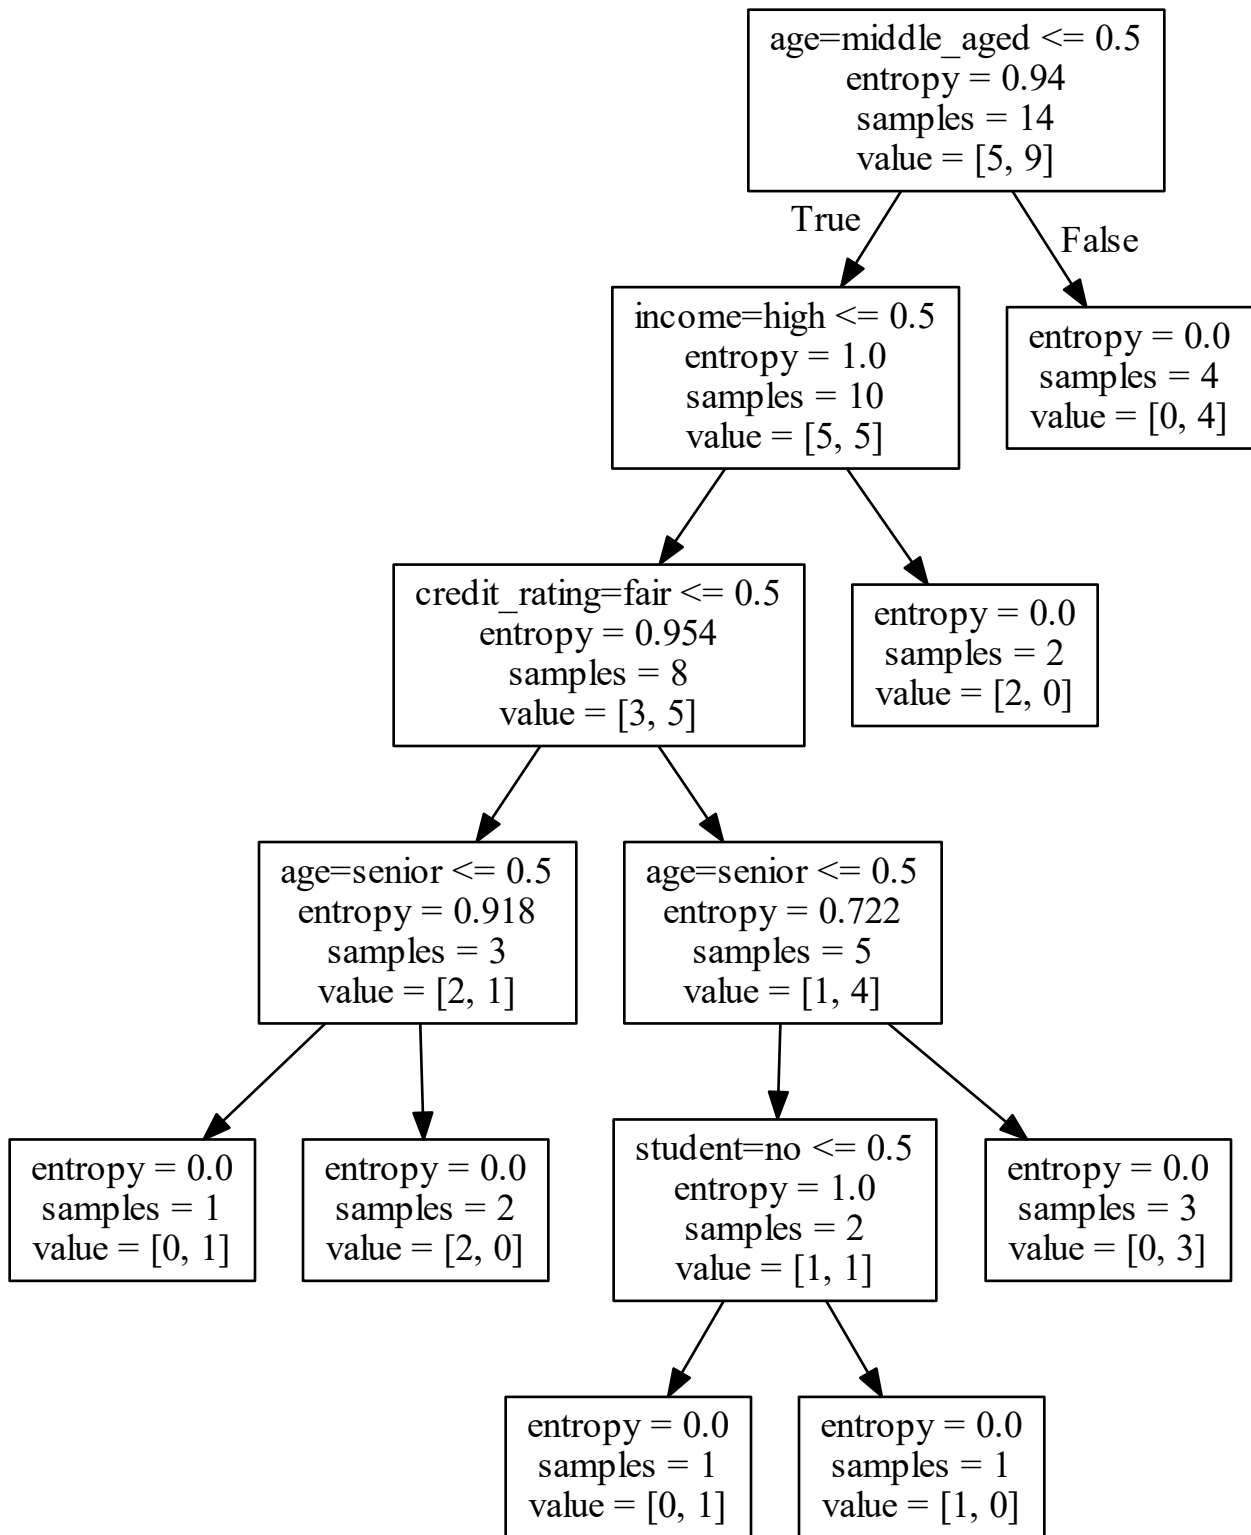 age=middle_aged <= 0.5
entropy = 0.94
samples = 14
value = [5, 9]
True
False
income=high <= 0.5
entropy = 1.0
samples = 10
value = [5, 5]
entropy = 0.0
samples = 4
value = [0, 4]
credit_rating=fair <= 0.5
entropy = 0.954
samples = 8
value = [3, 5]
entropy = 0.0
samples = 2
value = [2, 0]
age=senior <= 0.5
entropy = 0.918
samples = 3
value = [2, 1]
age=senior <= 0.5
entropy = 0.722
samples = 5
value = [1, 4]
entropy = 0.0
samples = 1
value = [0, 1]
entropy = 0.0
samples = 2
value = [2, 0]
student=no <= 0.5
entropy = 1.0
samples = 2
value = [1, 1]
entropy = 0.0
samples = 3
value = [0, 3]
entropy = 0.0
samples = 1
value = [0, 1]
entropy = 0.0
samples = 1
value = [1, 0]